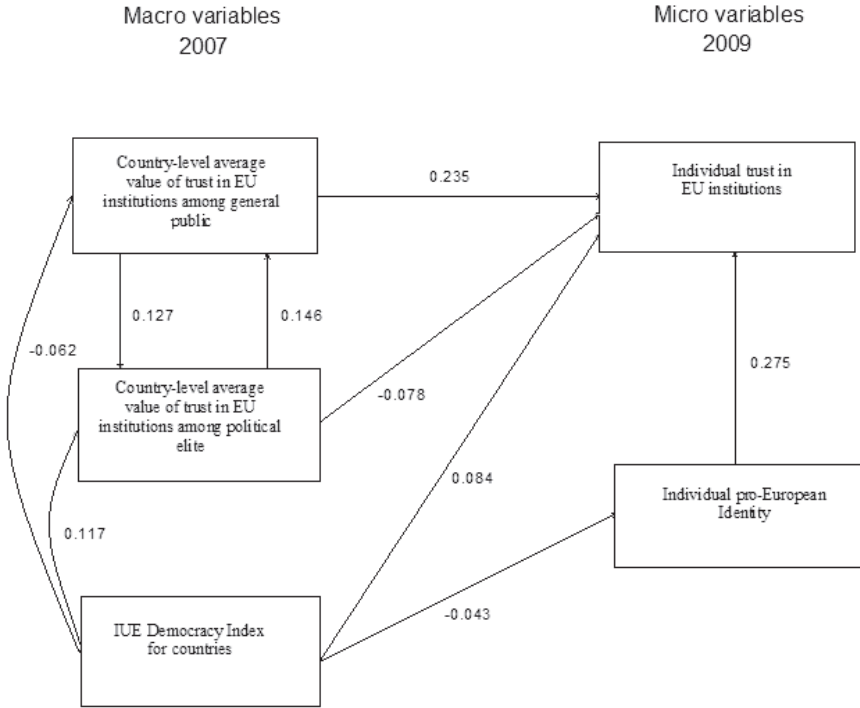 Macro variables
2007
Micro variables
2009
Country-level average
value of trust in EU
institutions among general
public
0.235
Individual trust in
EU institutions
0.127
0.146
-0.062
Country-level average
value of trust in EU
institutions among political
elite
-0.078
0.275
0.084
Individual pro-European
Identity
0.117
IUE Democracy Index
for countries
-0.043